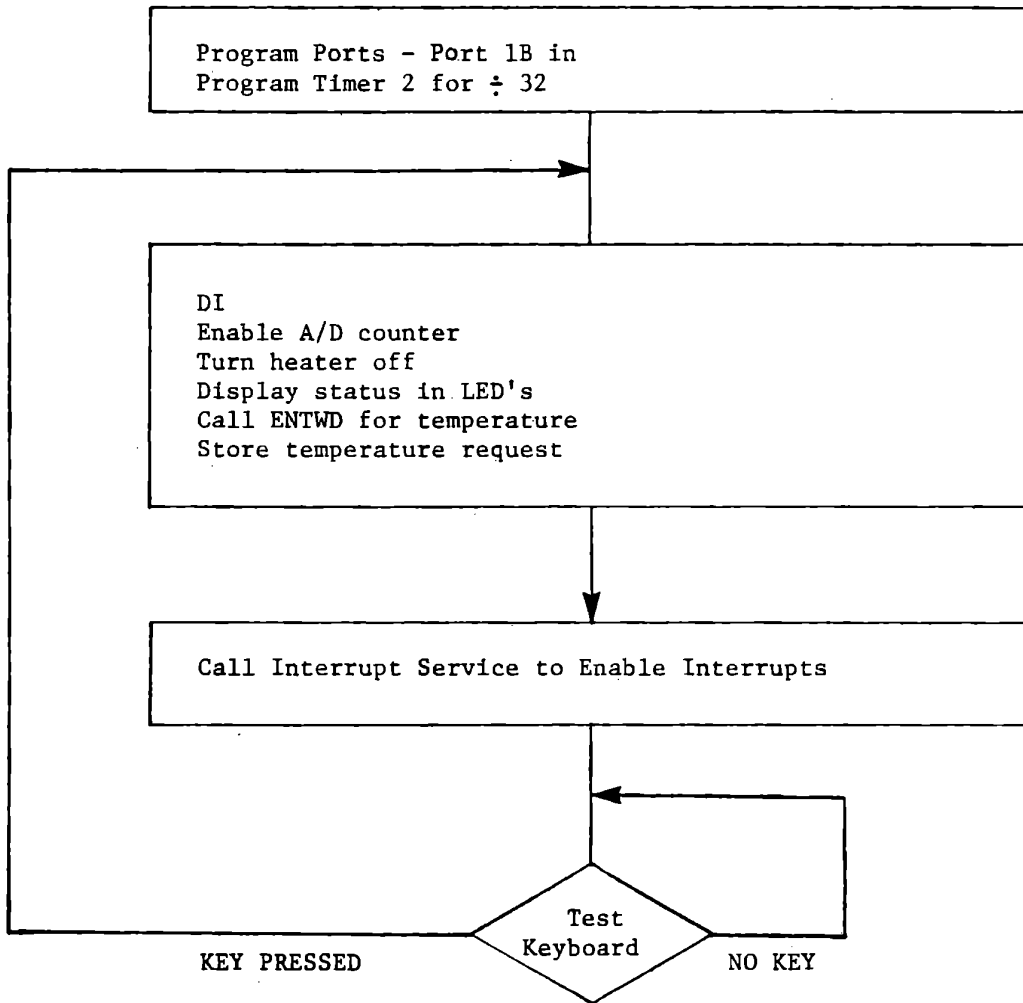 Program Ports - Port 1B in
Program Timer 2 for ÷ 32
DI
Enable A/D counter
Turn heater off
Display status in LED's
Call ENTWD for temperature
Store temperature request
Call Interrupt Service to Enable Interrupts
Test
Keyboard
KEY PRESSED
NO KEY